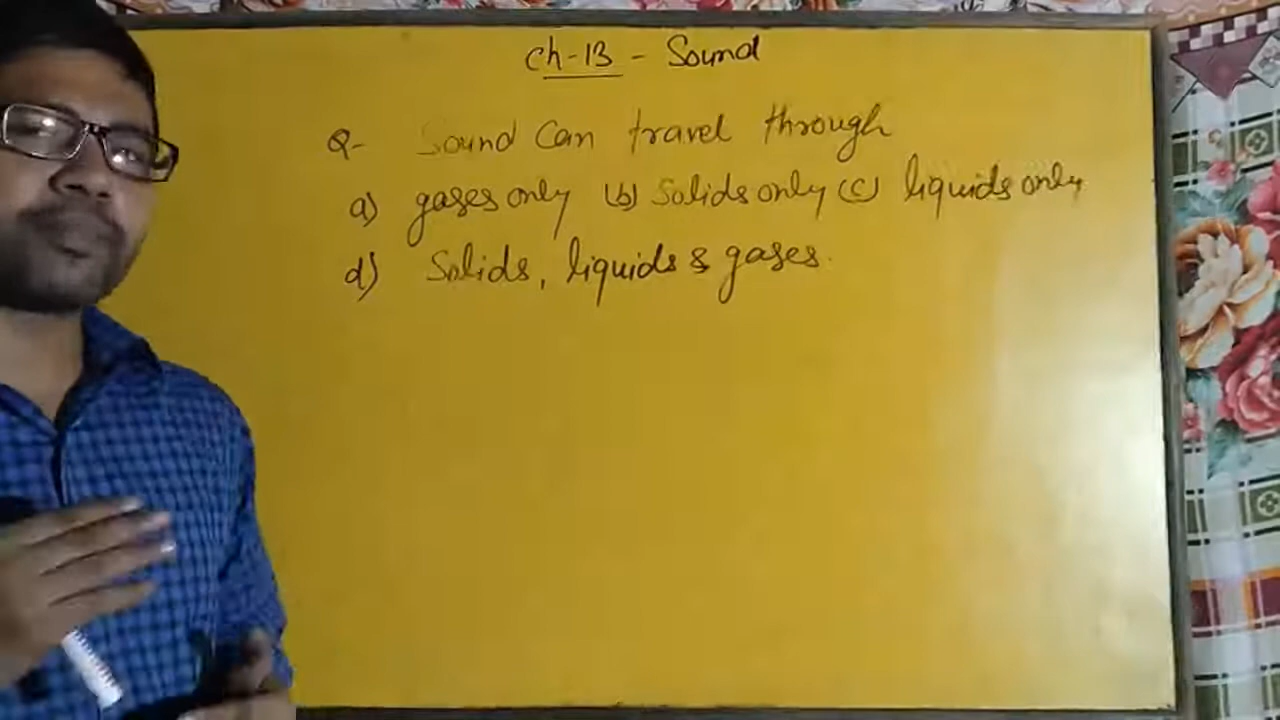 Ch-13 - Sound
Q- Sound Can travel through
a) gases only (b) Solids only (c) liquids only
d) Solids, liquids & gases.